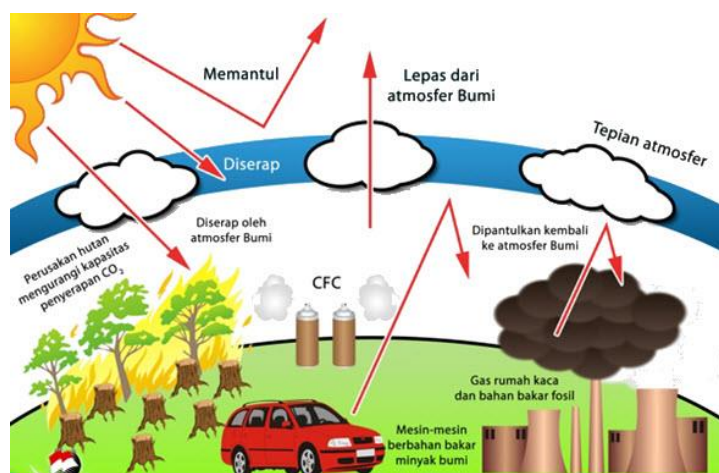 Memantul
Lepas dari
atmosfer Bumi
Tepian atmosfer
Diserap
Diserap oleh
atmosfer Bumi
Dipantulkan kembali
ke atmosfer Bumi
Perusakan hutan
mengurangi kapasitas
penyerapan CO₂
CFC
Gas rumah kaca
dan bahan bakar fosil
Mesin-mesin
berbahan bakar
minyak bumi